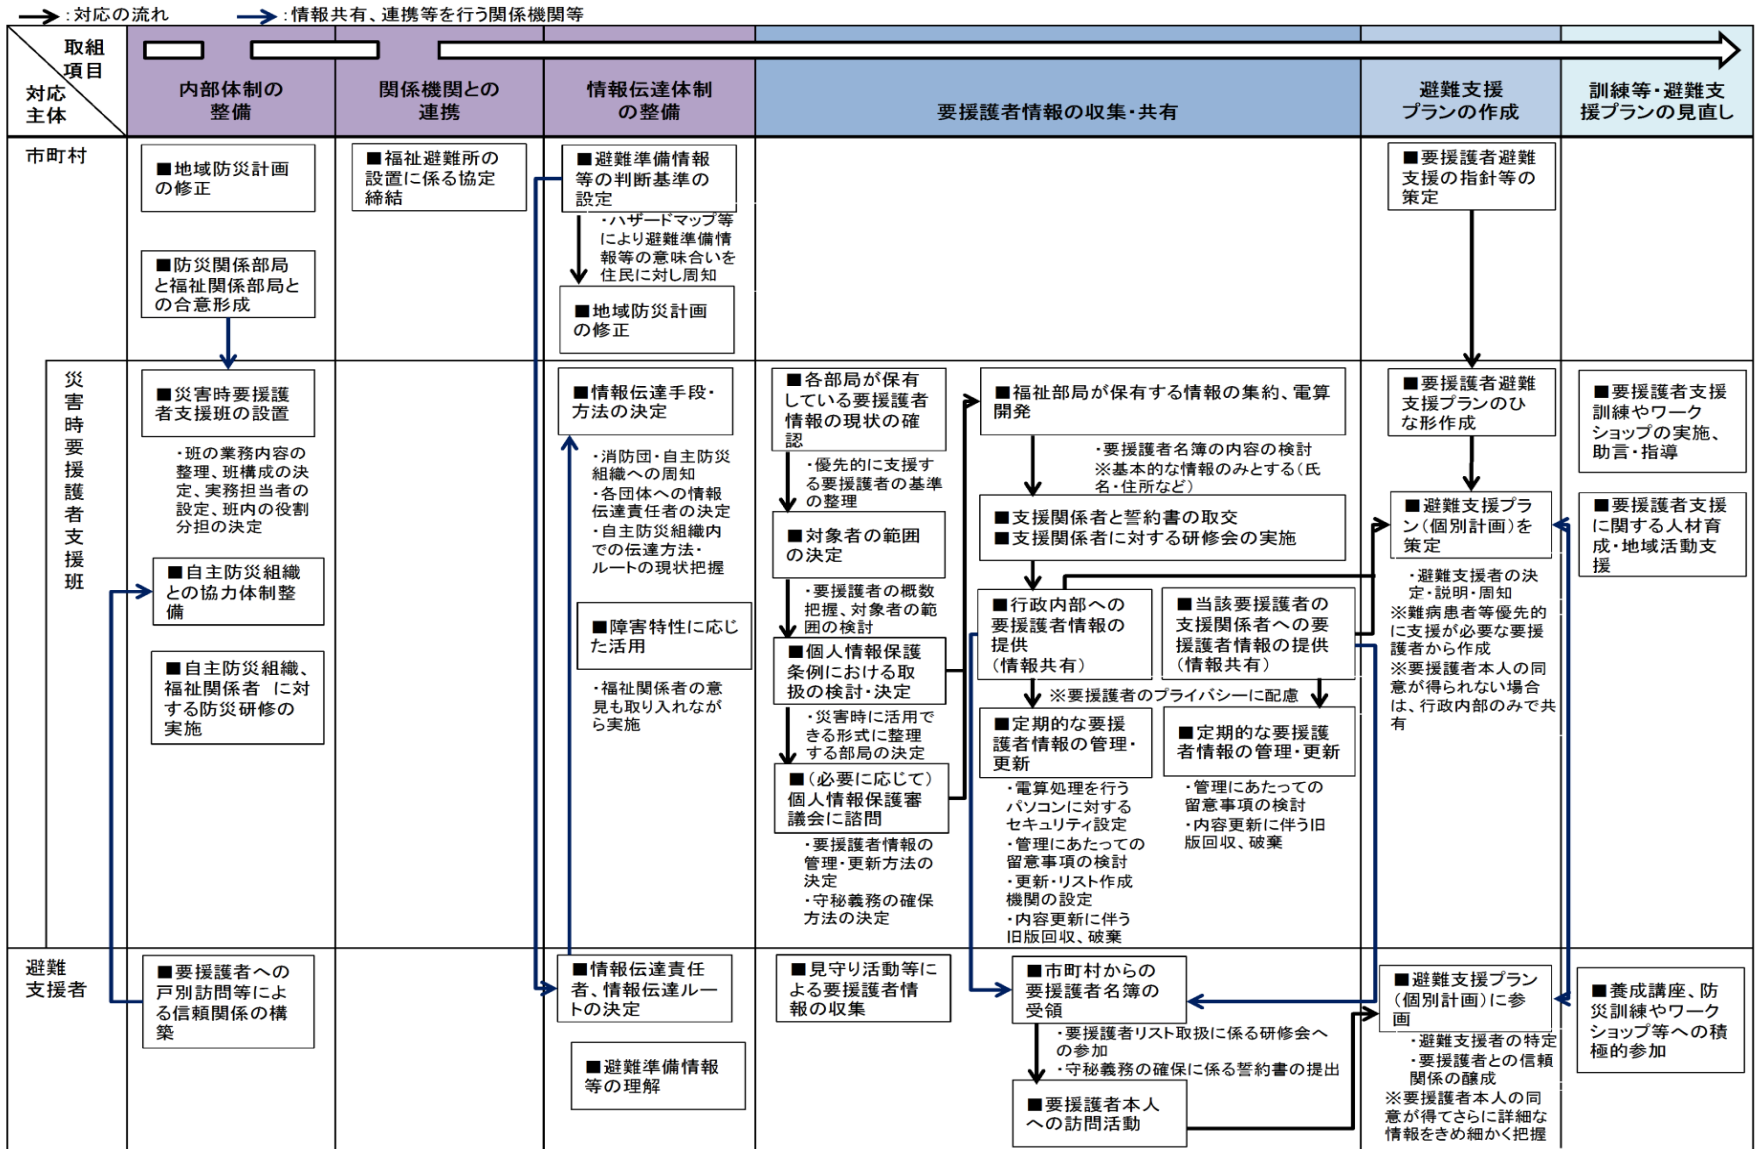 ：対応の流れ
：情報共有、連携等を行う関係機関等
取組
項目
対応
主体
内部体制の
整備
関係機関との
連携
情報伝達体制
の整備
要援護者情報の収集・共有
避難支援
プランの作成
訓練等・避難支
援プランの見直し
市町村
■地域防災計画
の修正
■防災関係部局
と福祉関係部局と
の合意形成
■福祉避難所の
設置に係る協定
締結
■避難準備情報
等の判断基準の
設定
・ハザードマップ等
により避難準備情
報等の意味合いを
住民に対し周知
■地域防災計画
の修正
■要援護者避難
支援の指針等の
策定
災害時要援護者支援班
■災害時要援護
者支援班の設置
・班の業務内容の
整理、班構成の決
定、実務担当者の
設定、班内の役割
分担の決定
■自主防災組織
との協力体制整
備
■自主防災組織、
福祉関係者 に対
する防災研修の
実施
■情報伝達手段・
方法の決定
・消防団・自主防災
組織への周知
・各団体への情報
伝達責任者の決定
・自主防災組織内
での伝達方法・
ルートの現状把握
■障害特性に応じ
た活用
・福祉関係者の意
見も取り入れなが
ら実施
■各部局が保有
している要援護者
情報の現状の確
認
・優先的に支援す
る要援護者の基準
の整理
■対象者の範囲
の決定
・要援護者の概数
把握、対象者の範
囲の検討
■個人情報保護
条例における取
扱の検討・決定
・災害時に活用で
きる形式に整理
する部局の決定
■（必要に応じて）
個人情報保護審
議会に諮問
・要援護者情報の
管理・更新方法の
決定
・守秘義務の確保
方法の決定
■福祉部局が保有する情報の集約、電算
開発
・要援護者名簿の内容の検討
※基本的な情報のみとする（氏
名・住所など）
■支援関係者と誓約書の取交
■支援関係者に対する研修会の実施
■行政内部への
要援護者情報の
提供
（情報共有）
■当該要援護者の
支援関係者への要
援護者情報の提供
（情報共有）
※要援護者のプライバシーに配慮
■定期的な要援
護者情報の管理・
更新
・電算処理を行う
パソコンに対する
セキュリティ設定
・管理にあたっての
留意事項の検討
・更新・リスト作成
機関の設定
・内容更新に伴う
旧版回収、破棄
■定期的な要援護
者情報の管理・更新
・管理にあたっての
留意事項の検討
・内容更新に伴う旧
版回収、破棄
■要援護者避難
支援プランのひ
な形作成
■避難支援プラ
ン（個別計画）を
策定
・避難支援者の決
定・説明・周知
※難病患者等優先的
に支援が必要な要援
護者から作成
※要援護者本人の同
意が得られない場合
は、行政内部のみで共
有
■要援護者支援
訓練やワーク
ショップの実施、
助言・指導
■要援護者支援
に関する人材育
成・地域活動支
援
避難
支援者
■要援護者への
戸別訪問等によ
る信頼関係の構
築
■情報伝達責任
者、情報伝達ルー
トの決定
■避難準備情報
等の理解
■見守り活動等に
よる要援護者情
報の収集
■市町村からの
要援護者名簿の
受領
・要援護者リスト取扱に係る研修会へ
の参加
・守秘義務の確保に係る誓約書の提出
■要援護者本人
への訪問活動
■避難支援プラン
（個別計画）に参
画
・避難支援者の特定
・要援護者との信頼
関係の醸成
※要援護者本人の同
意が得てさらに詳細な
情報をきめ細かく把握
■養成講座、防
災訓練やワーク
ショップ等への積
極的参加